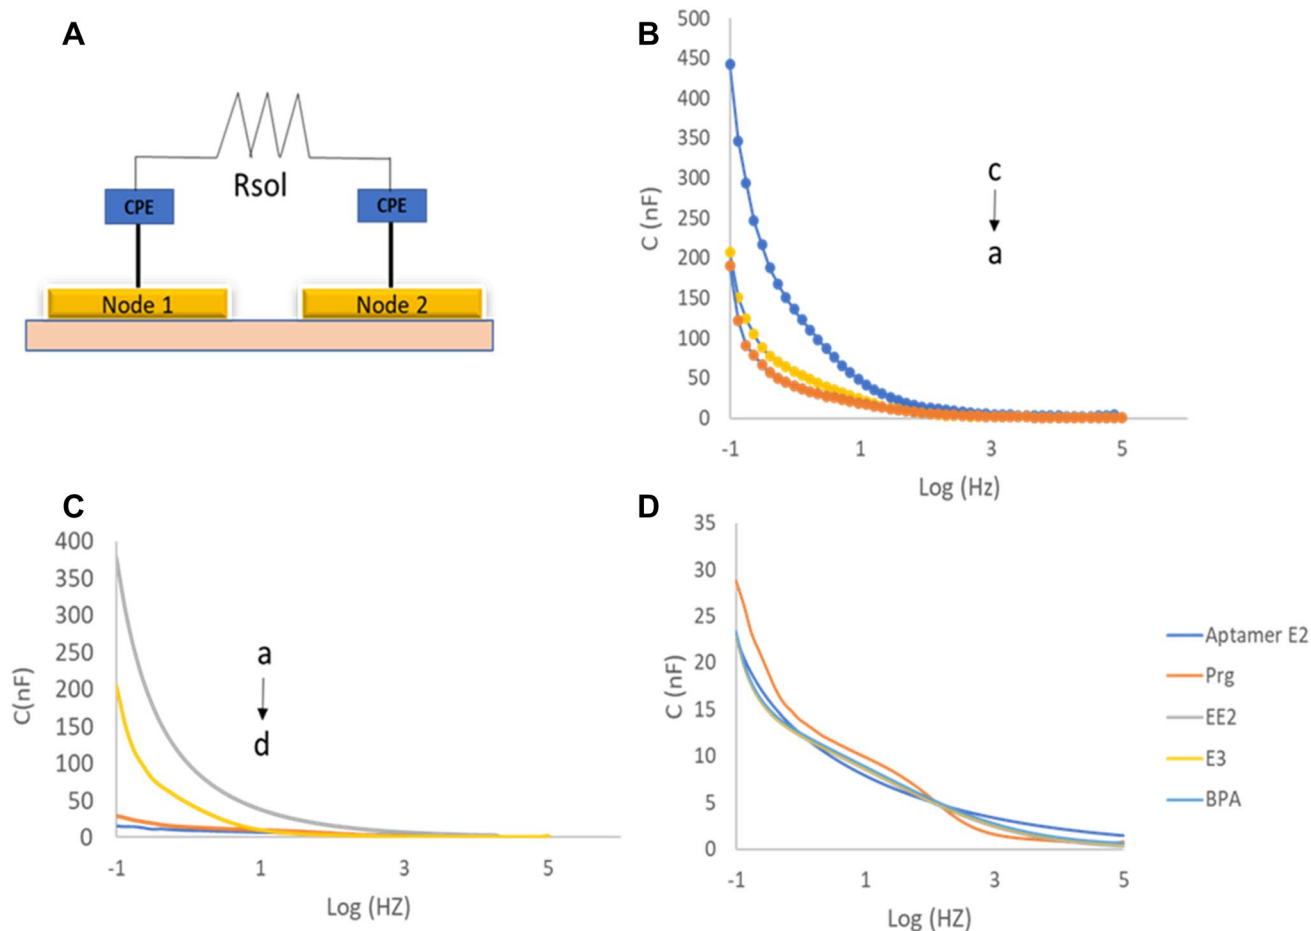 A
Rsol
CPE
CPE
Node 1
Node 2
B
500
450
400
350
300
250
200
150
100
50
0
C (nF)
c
a
-1
1
3
5
Log (Hz)
C
400
350
300
250
200
150
100
50
0
C(nF)
a
d
-1
1
3
5
Log (HZ)
D
35
30
25
20
15
10
5
0
C (nF)
-1
1
3
5
Log (HZ)
Aptamer E2
Prg
EE2
E3
BPA